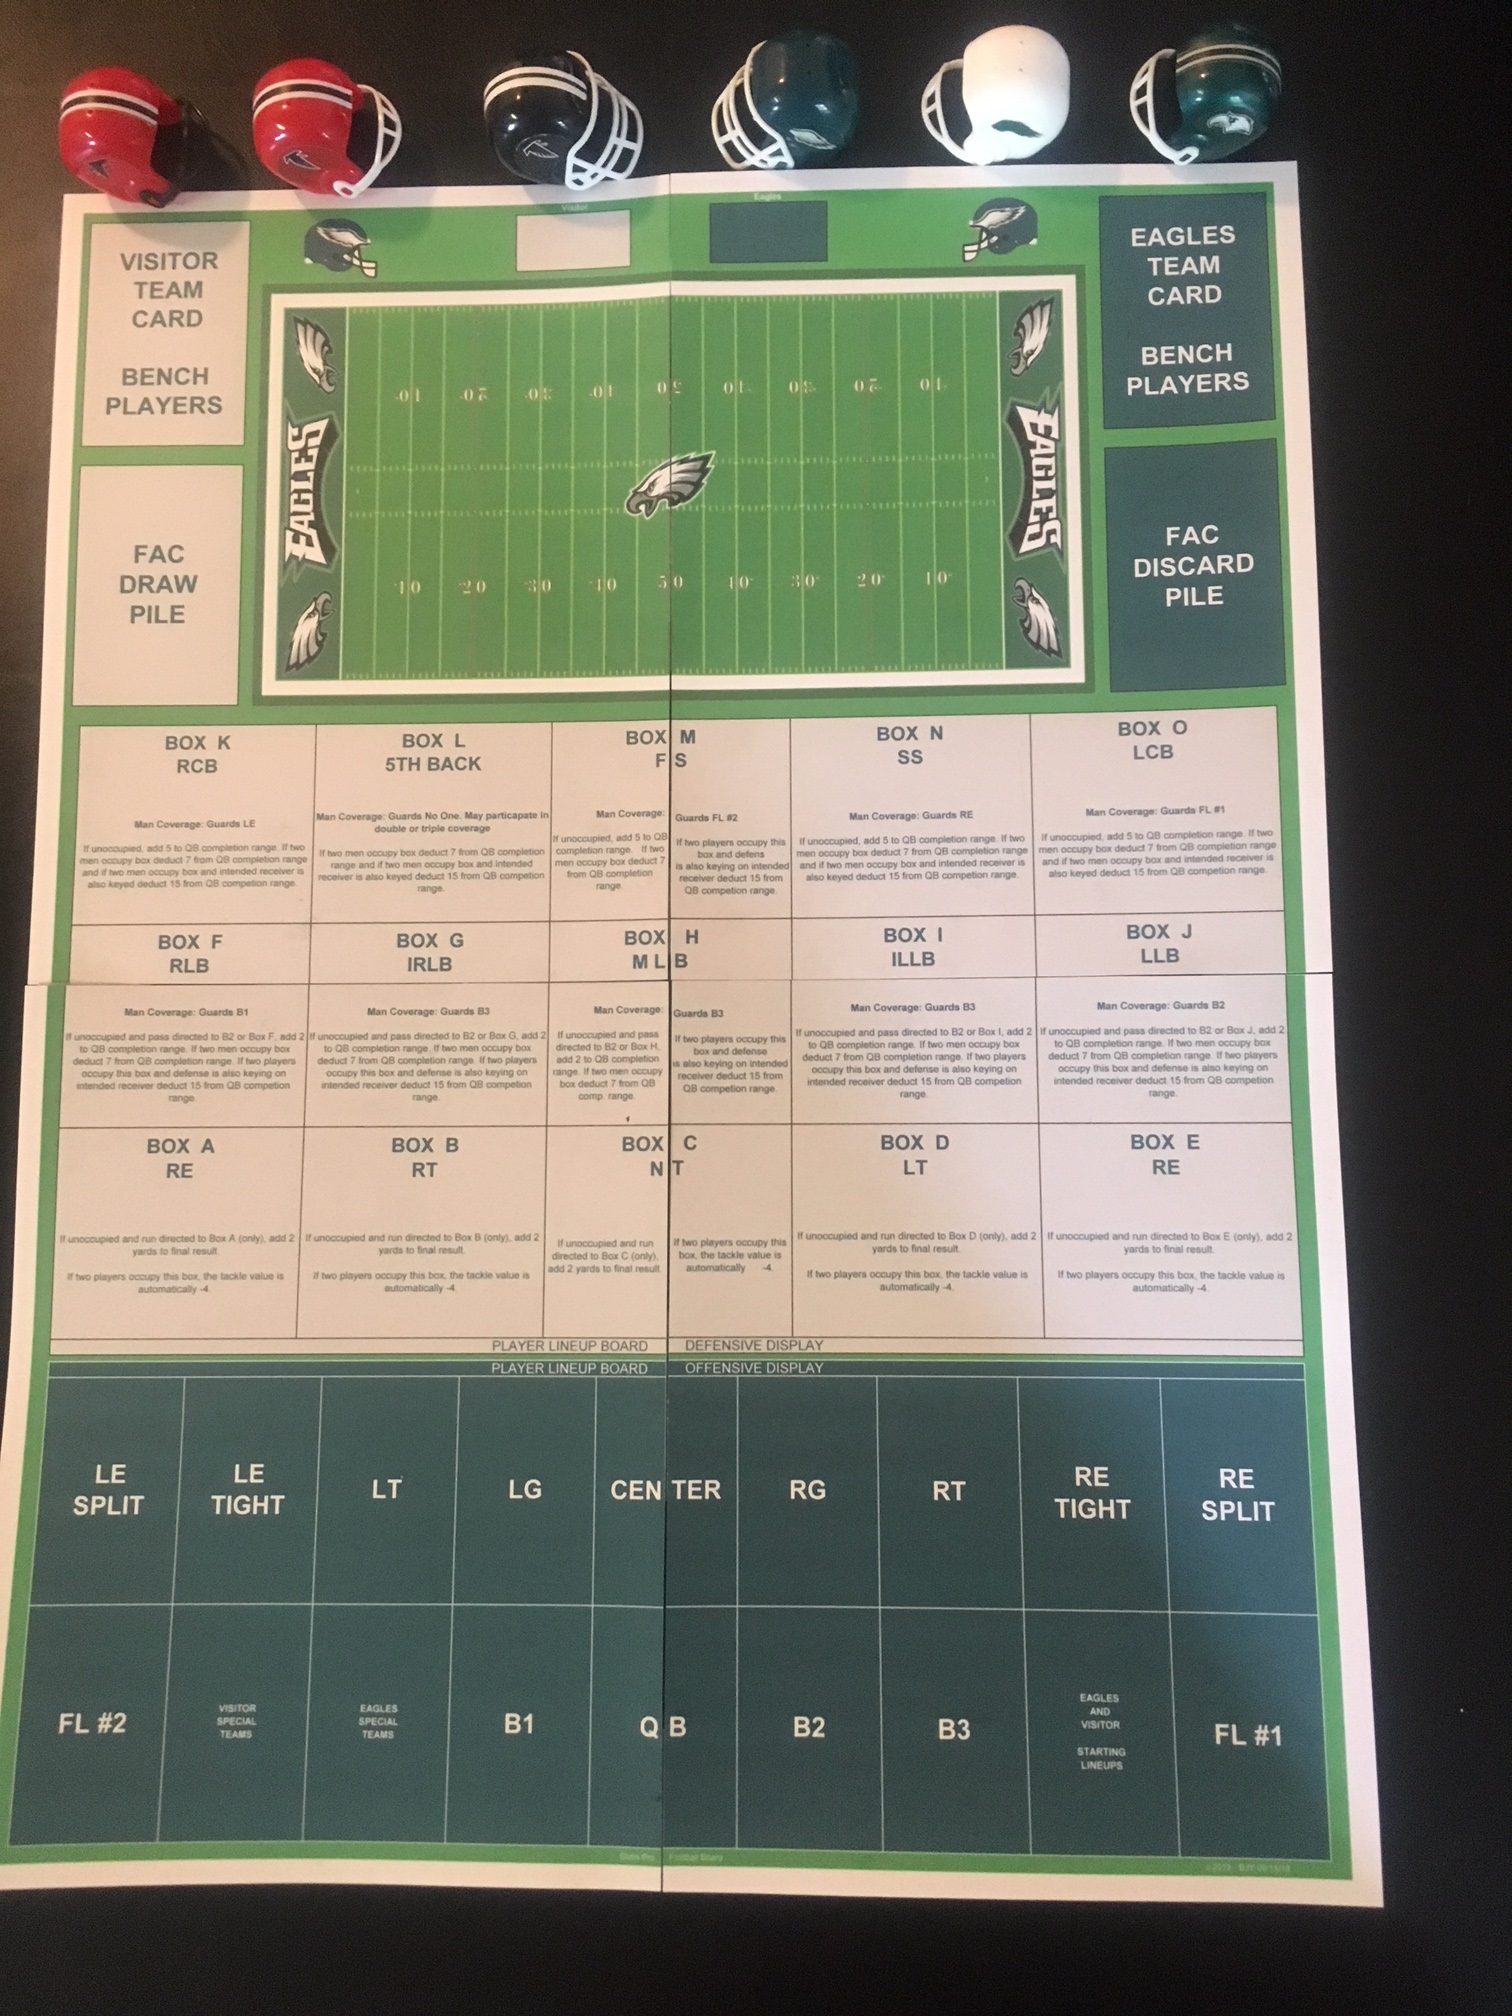 Visitor
Eagles
VISITOR
TEAM
CARD
BENCH
PLAYERS
EAGLES
TEAM
CARD
BENCH
PLAYERS
FAC
DRAW
PILE
FAC
DISCARD
PILE
EAGLES
EAGLES
10 20 30 40 50 40 30 20 10
10 20 30 40 50 40 30 20 10
BOX K
RCB
Man Coverage: Guards LE
If unoccupied, add 5 to QB completion range. If two
men occupy box deduct 7 from QB completion range
and if two men occupy box and intended receiver is
also keyed deduct 15 from QB competion range.
BOX L
5TH BACK
Man Coverage: Guards No One. May particapate in
double or triple coverage
If two men occupy box deduct 7 from QB completion
range and if two men occupy box and intended
receiver is also keyed deduct 15 from QB competion
range.
BOX M
FS
Man Coverage: Guards FL #2
If unoccupied, add 5 to QB
completion range. If two
men occupy box deduct 7
from QB completion
range.
If two players occupy this
box and defens
is also keying on intended
receiver deduct 15 from
QB competion range.
BOX N
SS
Man Coverage: Guards RE
If unoccupied, add 5 to QB completion range. If two
men occupy box deduct 7 from QB completion range
and if two men occupy box and intended receiver is
also keyed deduct 15 from QB competion range.
BOX O
LCB
Man Coverage: Guards FL #1
If unoccupied, add 5 to QB completion range. If two
men occupy box deduct 7 from QB completion range
and if two men occupy box and intended receiver is
also keyed deduct 15 from QB competion range.
BOX F
RLB
Man Coverage: Guards B1
If unoccupied and pass directed to B2 or Box F, add 2
to QB completion range. If two men occupy box
deduct 7 from QB completion range. If two players
occupy this box and defense is also keying on
intended receiver deduct 15 from QB competion
range.
BOX G
IRLB
Man Coverage: Guards B3
If unoccupied and pass directed to B2 or Box G, add 2
to QB completion range. If two men occupy box
deduct 7 from QB completion range. If two players
occupy this box and defense is also keying on
intended receiver deduct 15 from QB competion
range.
BOX H
MLB
Man Coverage: Guards B3
If unoccupied and pass
directed to B2 or Box H,
add 2 to QB completion
range. If two men occupy
box deduct 7 from QB
comp. range.
If two players occupy this
box and defense
is also keying on intended
receiver deduct 15 from
QB competion range.
BOX I
ILLB
Man Coverage: Guards B3
If unoccupied and pass directed to B2 or Box I, add 2
to QB completion range. If two men occupy box
deduct 7 from QB completion range. If two players
occupy this box and defense is also keying on
intended receiver deduct 15 from QB competion
range.
BOX J
LLB
Man Coverage: Guards B2
If unoccupied and pass directed to B2 or Box J, add 2
to QB completion range. If two men occupy box
deduct 7 from QB completion range. If two players
occupy this box and defense is also keying on
intended receiver deduct 15 from QB competion
range.
BOX A
RE
If unoccupied and run directed to Box A (only), add 2
yards to final result.
If two players occupy this box, the tackle value is
automatically -4.
BOX B
RT
If unoccupied and run directed to Box B (only), add 2
yards to final result.
If two players occupy this box, the tackle value is
automatically -4.
BOX C
NT
If unoccupied and run
directed to Box C (only),
add 2 yards to final result.
If two players occupy this
box, the tackle value is
automatically -4.
BOX D
LT
If unoccupied and run directed to Box D (only), add 2
yards to final result.
If two players occupy this box, the tackle value is
automatically -4.
BOX E
RE
If unoccupied and run directed to Box E (only), add 2
yards to final result.
If two players occupy this box, the tackle value is
automatically -4.
PLAYER LINEUP BOARD DEFENSIVE DISPLAY
PLAYER LINEUP BOARD OFFENSIVE DISPLAY
LE
SPLIT
LE
TIGHT
LT
LG
CENTER
RG
RT
RE
TIGHT
RE
SPLIT
FL #2
VISITOR
SPECIAL
TEAMS
EAGLES
SPECIAL
TEAMS
B1
QB
B2
B3
EAGLES
AND
VISITOR
STARTING
LINEUPS
FL #1
Football Board